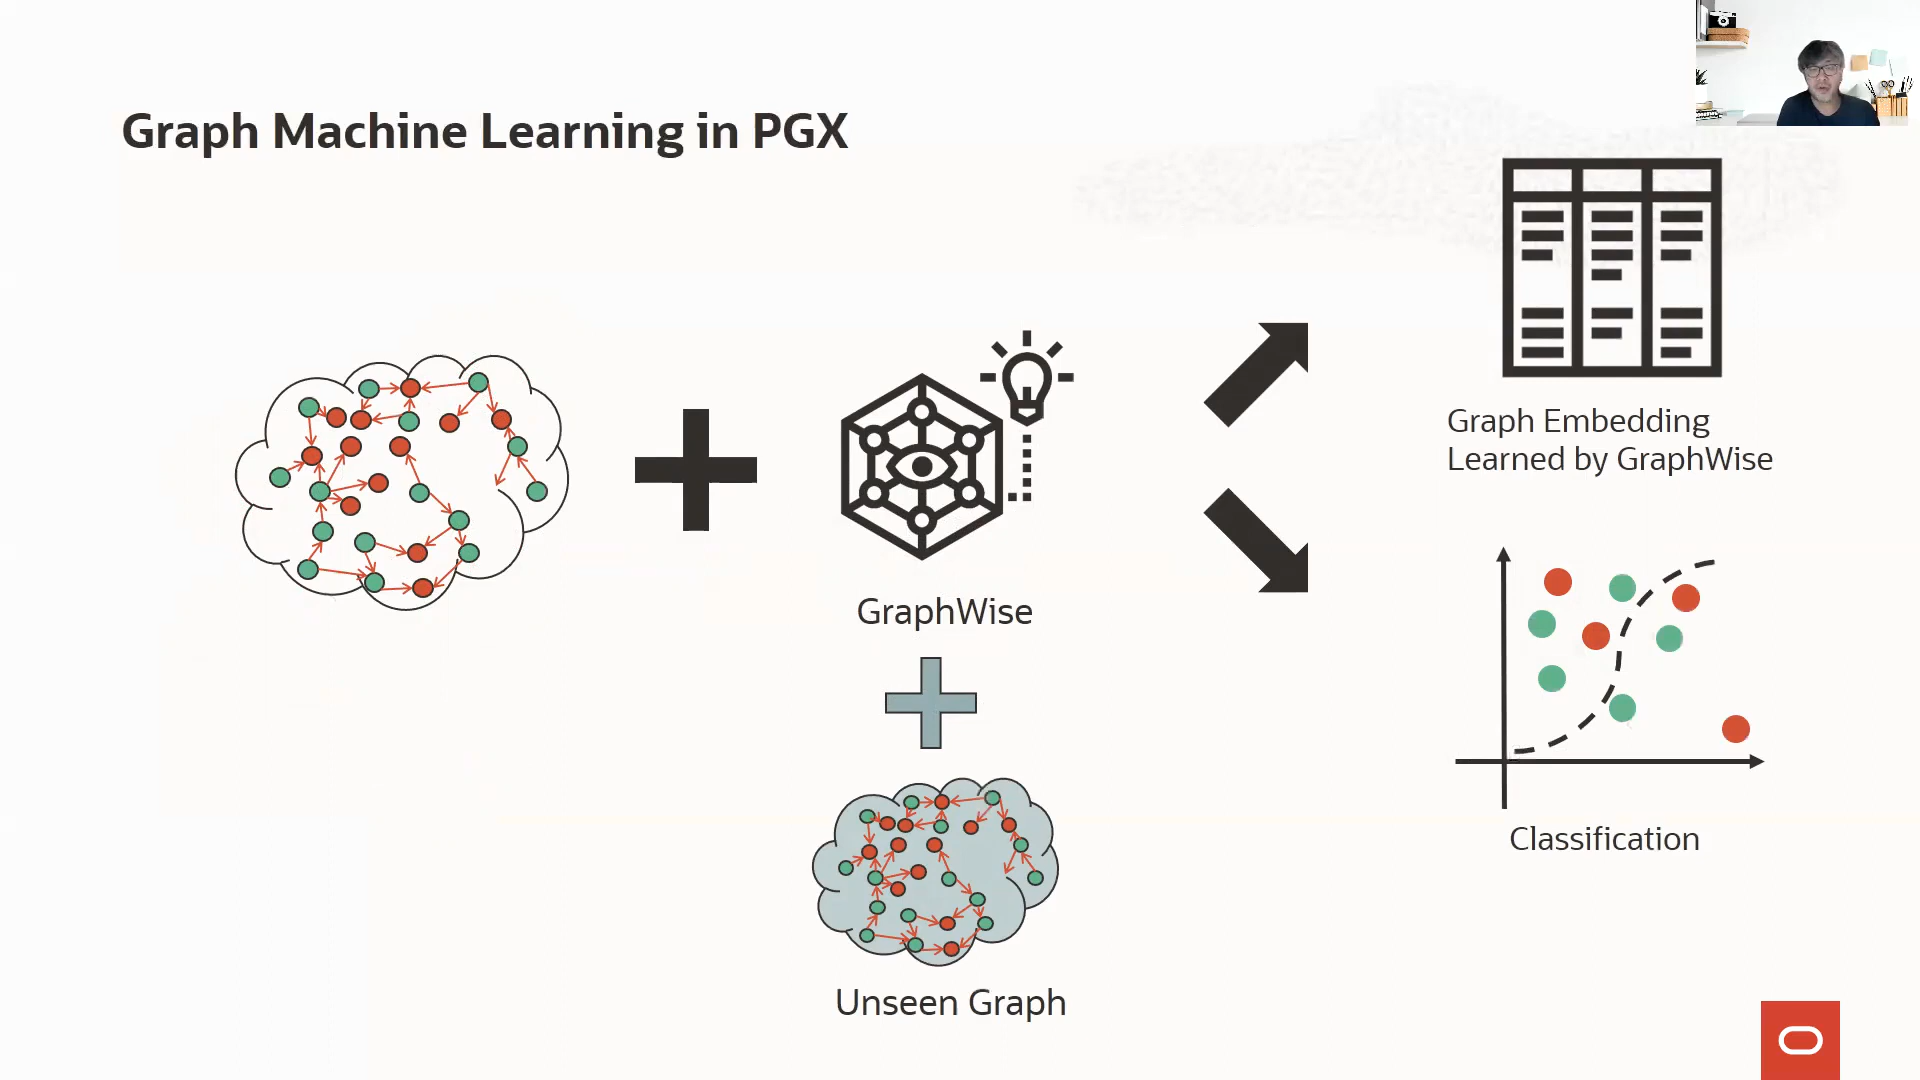 Graph Machine Learning in PGX
GraphWise
Unseen Graph
Graph Embedding
Learned by GraphWise
Classification